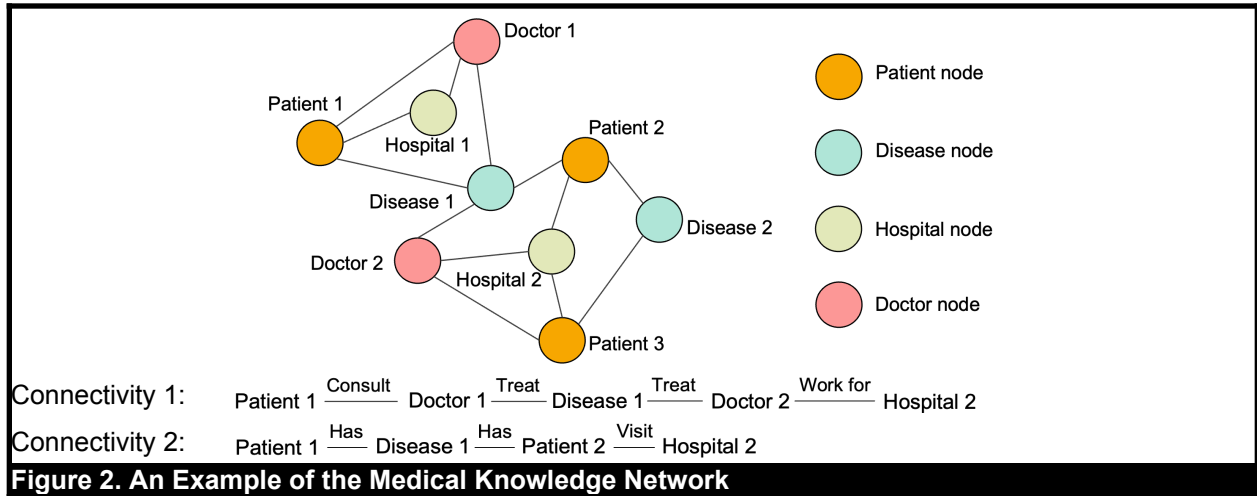 Doctor 1
Patient node
Patient 1
Hospital 1
Patient 2
Disease node
Disease 1
Disease 2
Hospital node
Doctor 2
Hospital 2
Doctor node
Patient 3
Connectivity 1: Patient 1 Consult Doctor 1 Treat Disease 1 Treat Doctor 2 Work for Hospital 2
Connectivity 2: Patient 1 Has Disease 1 Has Patient 2 Visit Hospital 2
Figure 2. An Example of the Medical Knowledge Network